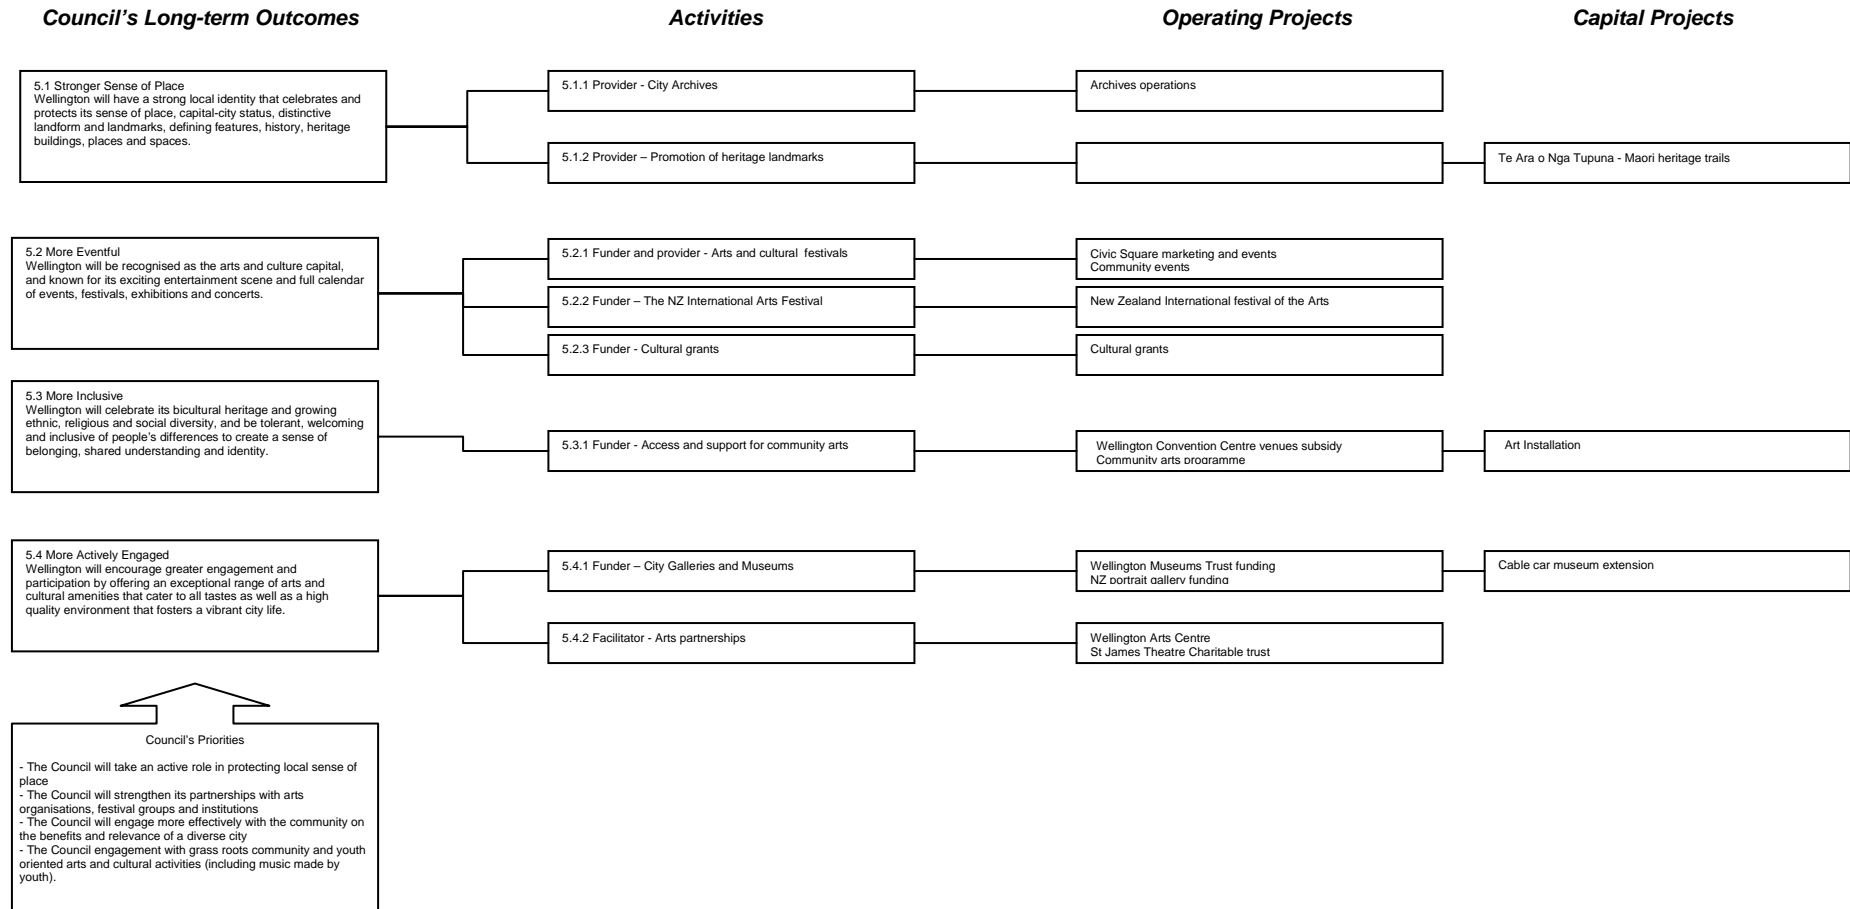 Council's Long-term Outcomes
Activities
Operating Projects
Capital Projects
5.1 Stronger Sense of Place
Wellington will have a strong local identity that celebrates and
protects its sense of place, capital-city status, distinctive
landform and landmarks, defining features, history, heritage
buildings, places and spaces.
5.1.1 Provider - City Archives
Archives operations
5.1.2 Provider – Promotion of heritage landmarks
Te Ara o Nga Tupuna - Maori heritage trails
5.2 More Eventful
Wellington will be recognised as the arts and culture capital,
and known for its exciting entertainment scene and full calendar
of events, festivals, exhibitions and concerts.
5.2.1 Funder and provider - Arts and cultural festivals
Civic Square marketing and events
Community events
5.2.2 Funder – The NZ International Arts Festival
New Zealand International festival of the Arts
5.2.3 Funder - Cultural grants
Cultural grants
5.3 More Inclusive
Wellington will celebrate its bicultural heritage and growing
ethnic, religious and social diversity, and be tolerant, welcoming
and inclusive of people's differences to create a sense of
belonging, shared understanding and identity.
5.3.1 Funder - Access and support for community arts
Wellington Convention Centre venues subsidy
Community arts programme
Art Installation
5.4 More Actively Engaged
Wellington will encourage greater engagement and
participation by offering an exceptional range of arts and
cultural amenities that cater to all tastes as well as a high
quality environment that fosters a vibrant city life.
5.4.1 Funder – City Galleries and Museums
Wellington Museums Trust funding
NZ portrait gallery funding
Cable car museum extension
5.4.2 Facilitator - Arts partnerships
Wellington Arts Centre
St James Theatre Charitable trust
Council's Priorities
- The Council will take an active role in protecting local sense of
place
- The Council will strengthen its partnerships with arts
organisations, festival groups and institutions
- The Council will engage more effectively with the community on
the benefits and relevance of a diverse city
- The Council engagement with grass roots community and youth
oriented arts and cultural activities (including music made by
youth).